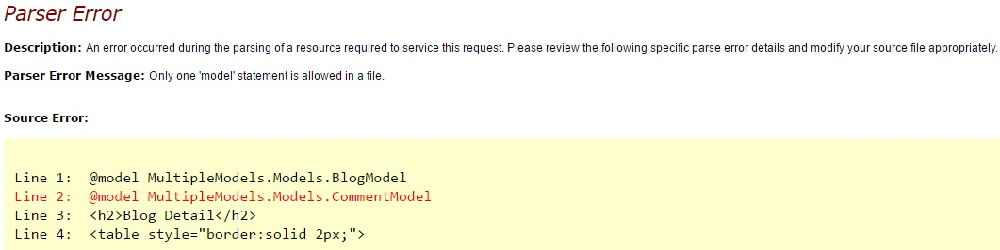 Parser Error
Description: An error occurred during the parsing of a resource required to service this request. Please review the following specific parse error details and modify your source file appropriately.
Parser Error Message: Only one 'model' statement is allowed in a file.
Source Error:
Line 1:  @model MultipleModels.Models.BlogModel
Line 2:  @model MultipleModels.Models.CommentModel
Line 3:  <h2>Blog Detail</h2>
Line 4:  <table style="border:solid 2px;">